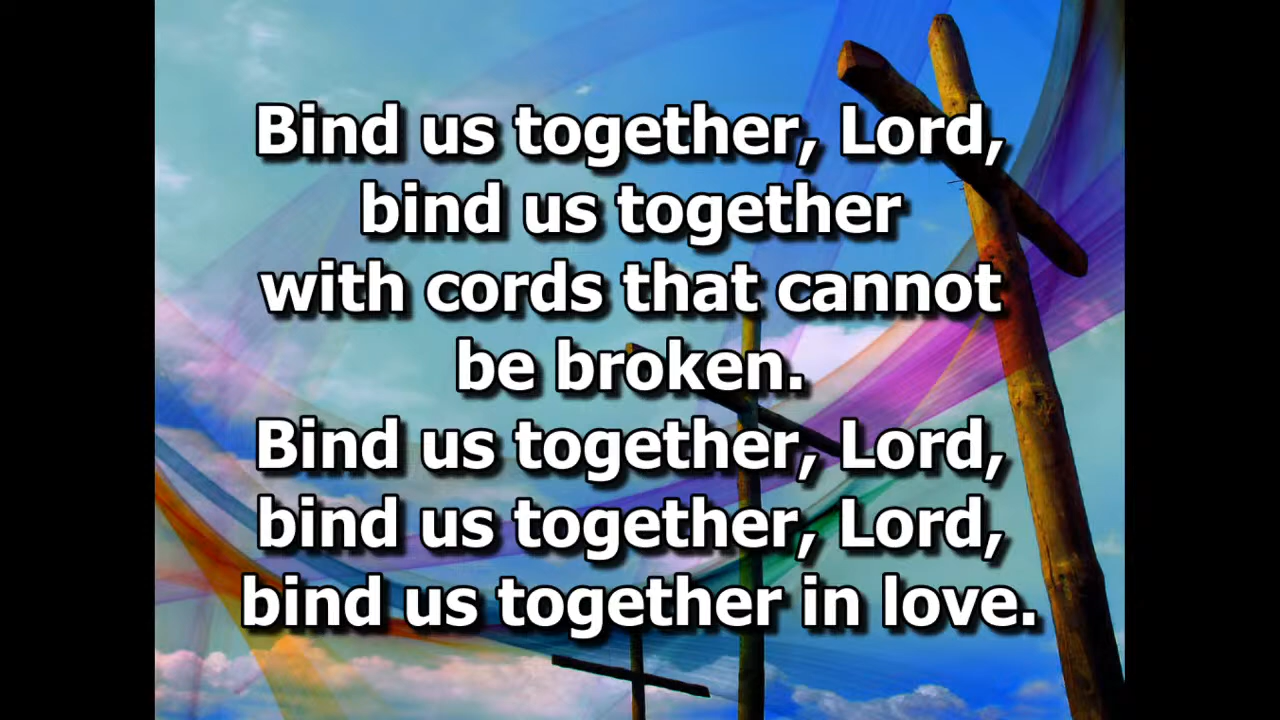 Bind us together, Lord,
bind us together
with cords that cannot
be broken.
Bind us together, Lord,
bind us together, Lord,
bind us together in love.